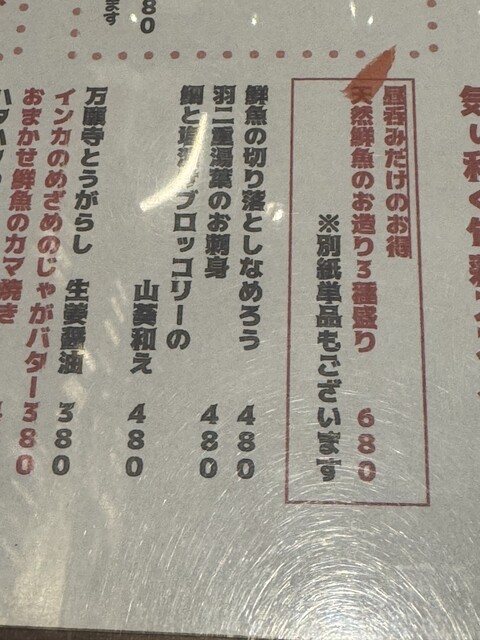 昼呑みだけのお得
天然鮮魚のお造り3種盛り 680
※別紙単品もございます
鮮魚の切り落としなめろう 480
羽二重湯葉のお刺身 480
ブロッコリーの
山葵和え 480
万願寺とうがらし 生姜醤油 380
インカのめざめのじゃがバター 380
おまかせ鮮魚のカマ焼き
80
ます